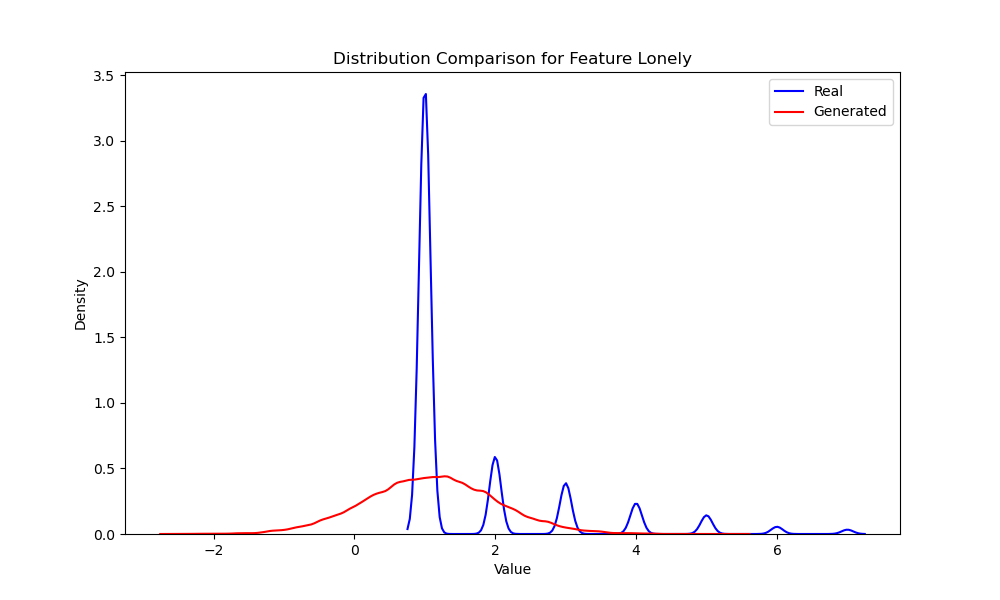 Distribution Comparison for Feature Lonely
3.5
3.0
2.5
2.0
1.5
1.0
0.5
0.0
Density
Real
Generated
−2
0
2
4
6
Value